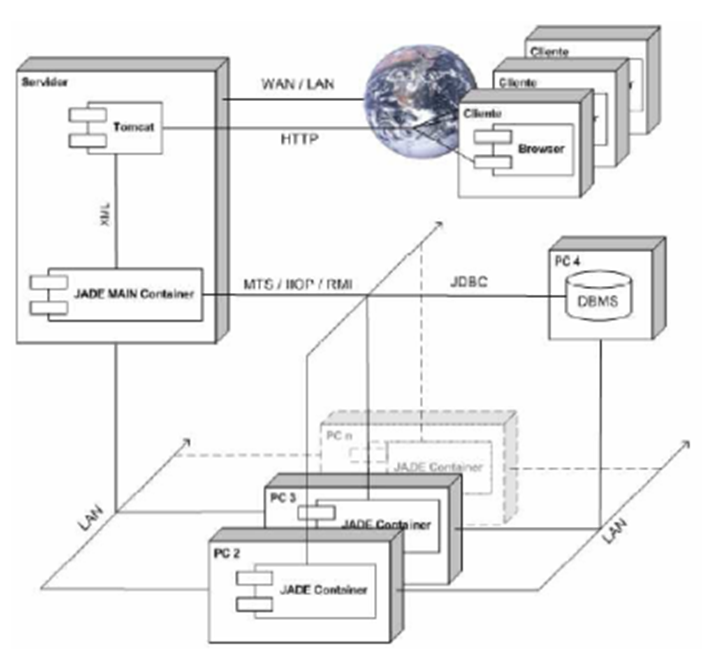 Servidor
Tomcat
XML
JADE MAIN Container
WAN / LAN
HTTP
Cliente
Cliente
Cliente
Browser
MTS / IIOP / RMI
JDBC
PC 4
DBMS
PC n
JADE Container
PC 3
JADE Container
PC 2
JADE Container
LAN
LAN